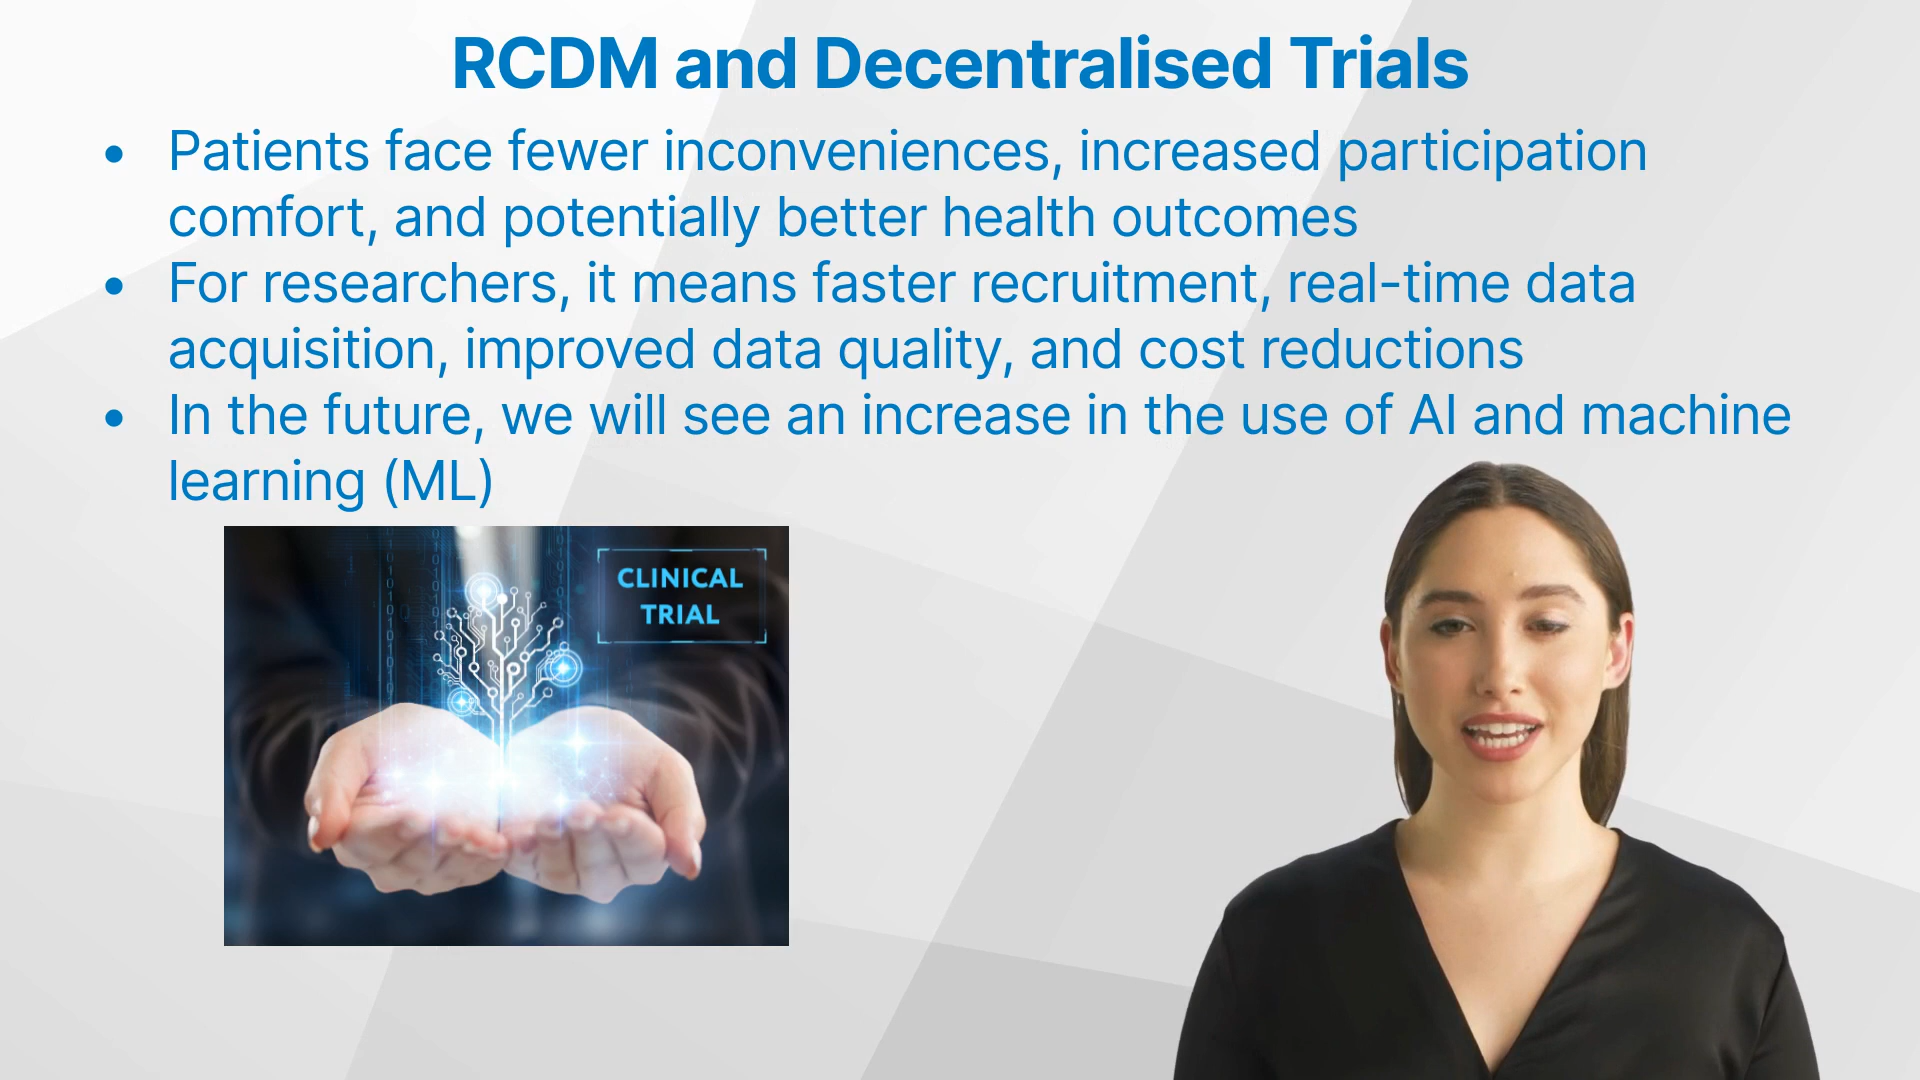 RCDM and Decentralised Trials
• Patients face fewer inconveniences, increased participation
comfort, and potentially better health outcomes
• For researchers, it means faster recruitment, real-time data
acquisition, improved data quality, and cost reductions
• In the future, we will see an increase in the use of AI and machine
learning (ML)
CLINICAL
TRIAL